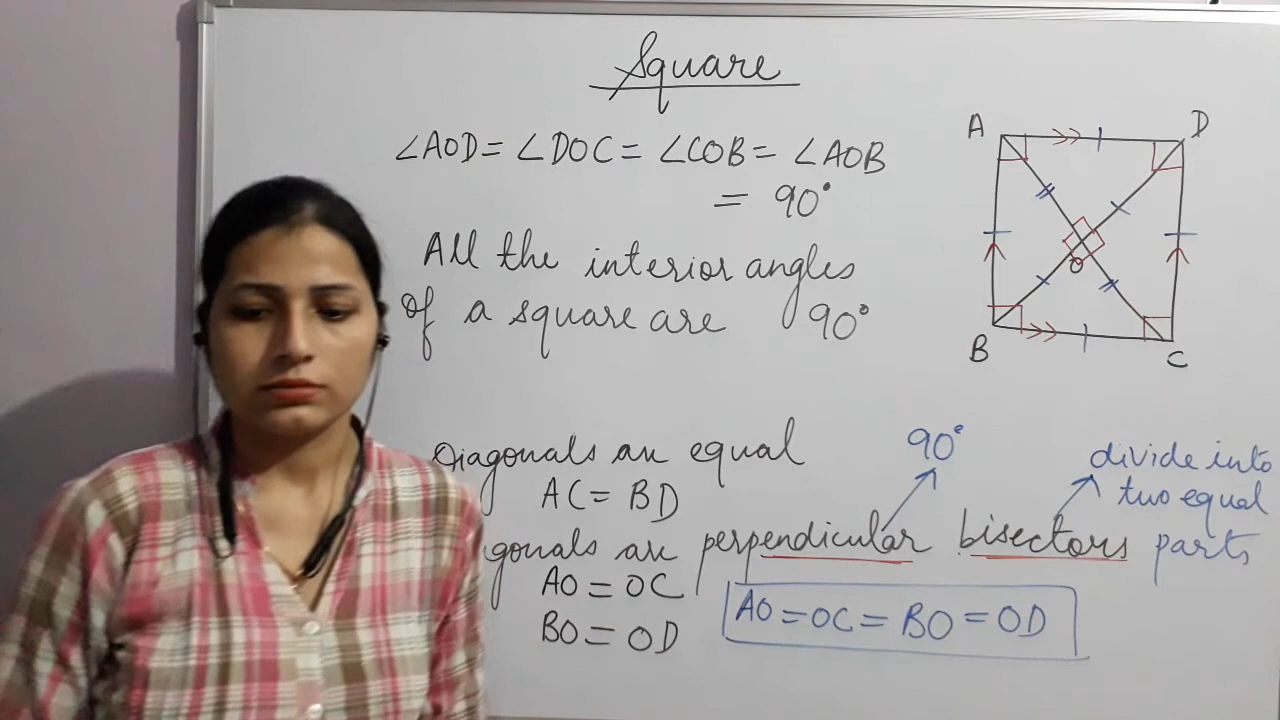 Square
∠AOD = ∠DOC = ∠COB = ∠AOB
= 90°
All the interior angles
of a square are 90°
A
D
O
B
C
Diagonals are equal
AC = BD
90°
divide into
two equal
parts
gonals are perpendicular bisectors
AO = OC
BO = OD
AO = OC = BO = OD